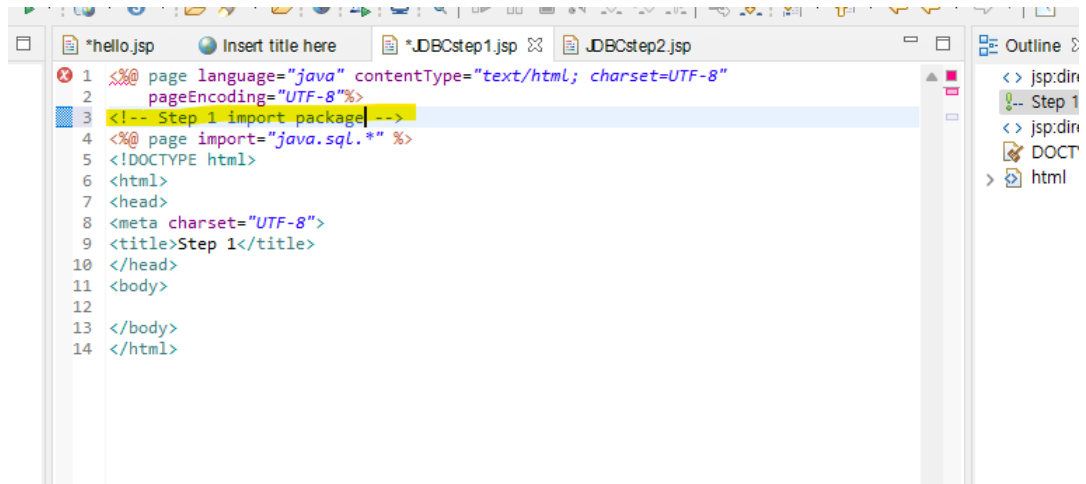 *hello.jsp Insert title here *JDBCstep1.jsp JDBCstep2.jsp Outline
1 <%@ page language="java" contentType="text/html; charset=UTF-8"
2 pageEncoding="UTF-8"%>
3 <!-- Step 1 import package -->
4 <%@ page import="java.sql.*" %>
5 <!DOCTYPE html>
6 <html>
7 <head>
8 <meta charset="UTF-8">
9 <title>Step 1</title>
10 </head>
11 <body>
12
13 </body>
14 </html>
jsp:dire
Step 1
jsp:dire
DOCTY
html